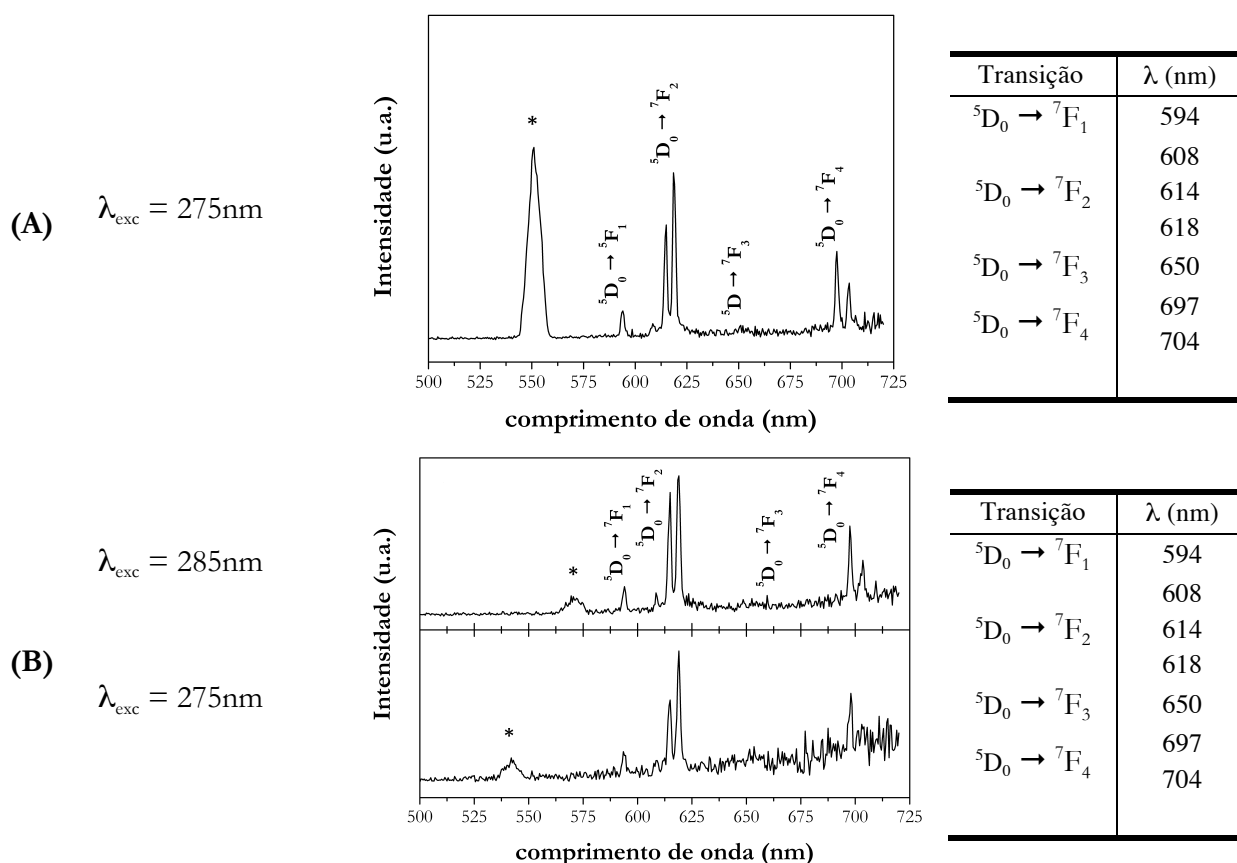 (A)
λexc = 275nm
Intensidade (u.a.)
*
⁵D₀ → ⁵F₁
⁵D₀ → ⁷F₂
⁵D → ⁷F₃
⁵D₀ → ⁷F₄
500 525 550 575 600 625 650 675 700 725
comprimento de onda (nm)
Transição λ (nm)
⁵D₀ → ⁷F₁ 594
608
⁵D₀ → ⁷F₂ 614
618
⁵D₀ → ⁷F₃ 650
697
⁵D₀ → ⁷F₄
704
(B)
λexc = 285nm
λexc = 275nm
Intensidade (u.a.)
*
⁵D₀ → ⁷F₁
⁵D₀ → ⁷F₂
⁵D₀ → ⁷F₃
⁵D₀ → ⁷F₄
*
500 525 550 575 600 625 650 675 700 725
comprimento de onda (nm)
Transição λ (nm)
⁵D₀ → ⁷F₁ 594
608
⁵D₀ → ⁷F₂ 614
618
⁵D₀ → ⁷F₃ 650
697
⁵D₀ → ⁷F₄
704